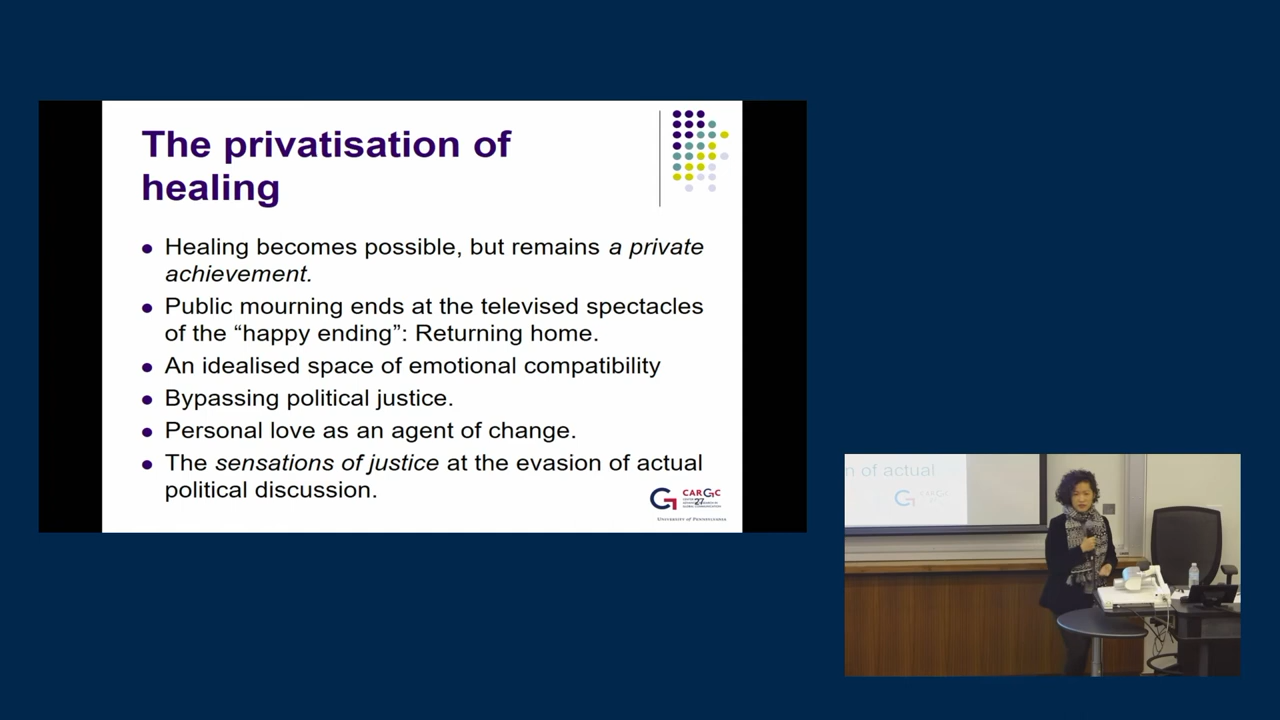 The privatisation of
healing
Healing becomes possible, but remains a private
achievement.
Public mourning ends at the televised spectacles
of the “happy ending”: Returning home.
An idealised space of emotional compatibility
Bypassing political justice.
Personal love as an agent of change.
The sensations of justice at the evasion of actual
political discussion.
CARGC
27
UNIVERSITY of PENNSYLVANIA
n of actual